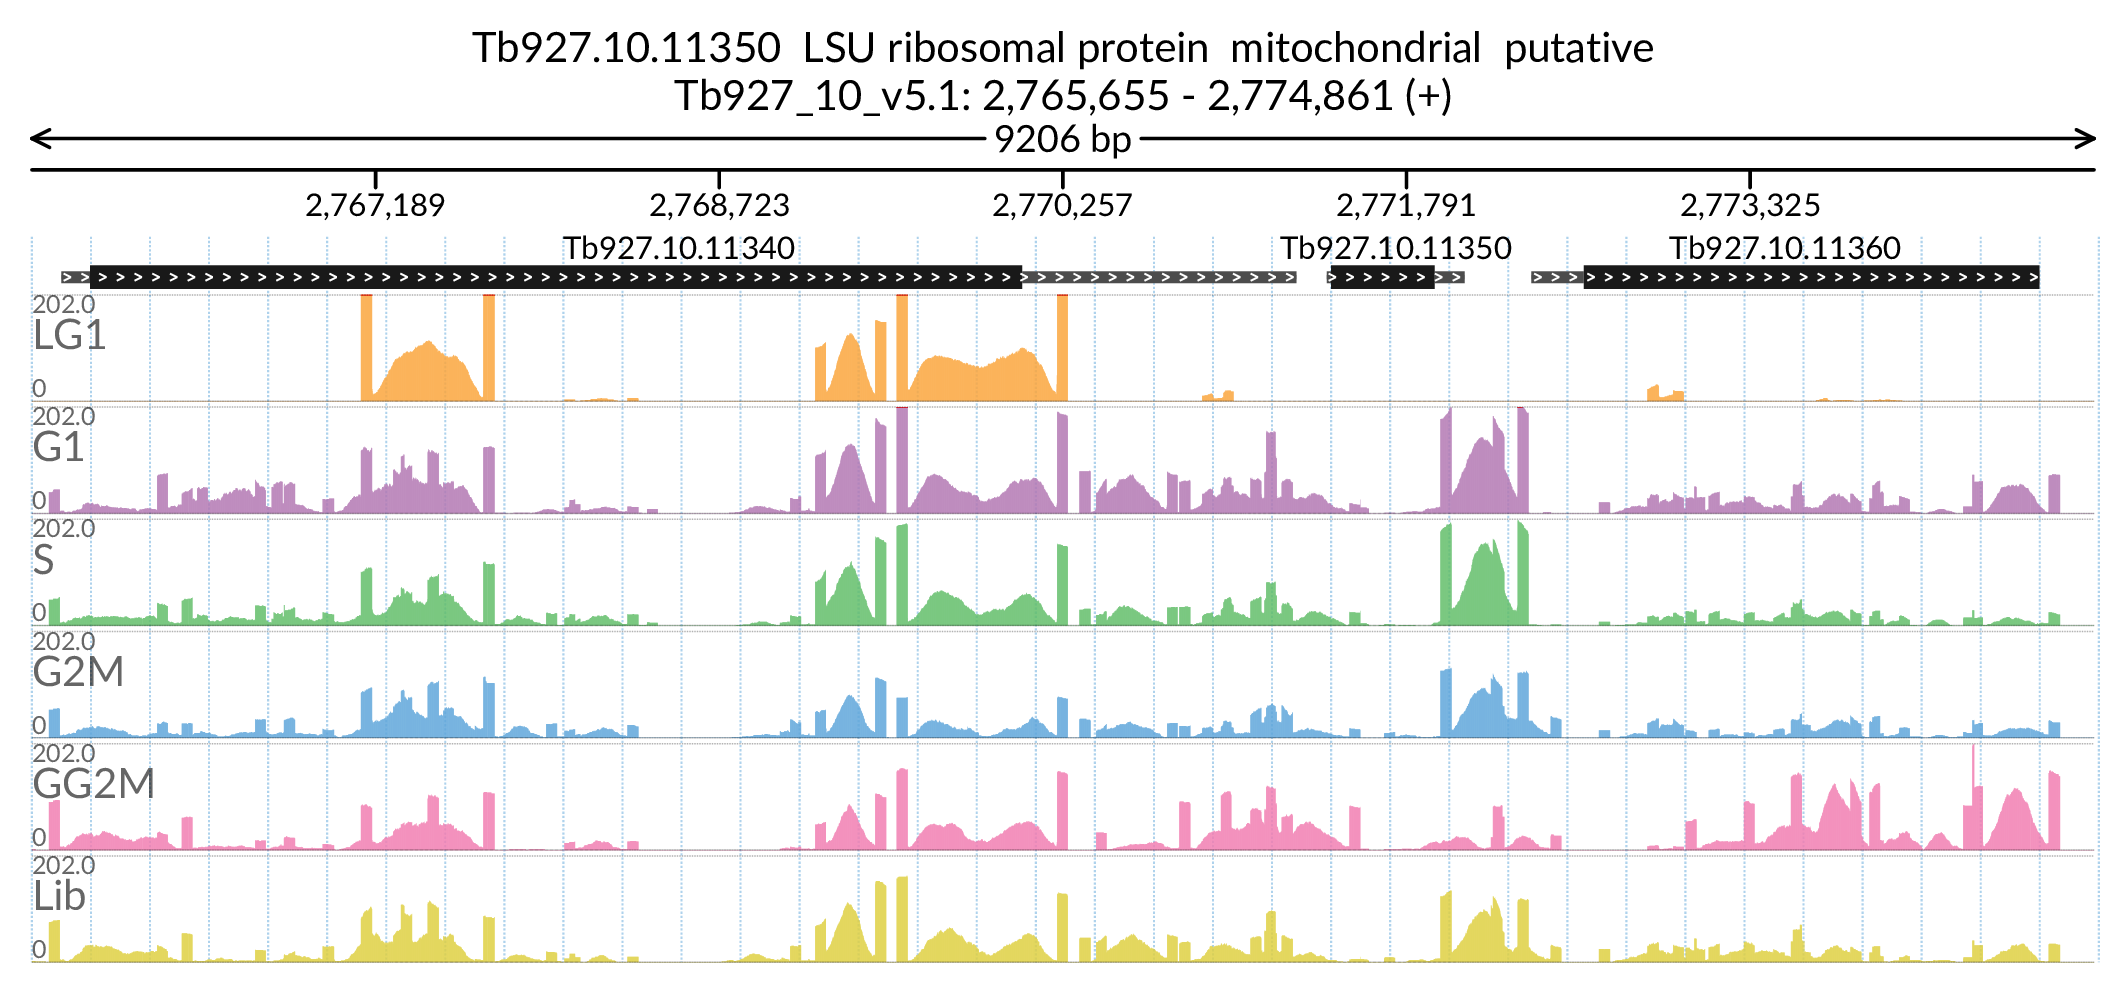 Tb927.10.11350  LSU ribosomal protein  mitochondrial  putative
Tb927_10_v5.1: 2,765,655 - 2,774,861 (+)
9206 bp
2,767,189 2,768,723 2,770,257 2,771,791 2,773,325
Tb927.10.11340 Tb927.10.11350 Tb927.10.11360
202.0
LG1
0
202.0
G1
0
202.0
S
0
202.0
G2M
0
202.0
GG2M
0
202.0
Lib
0